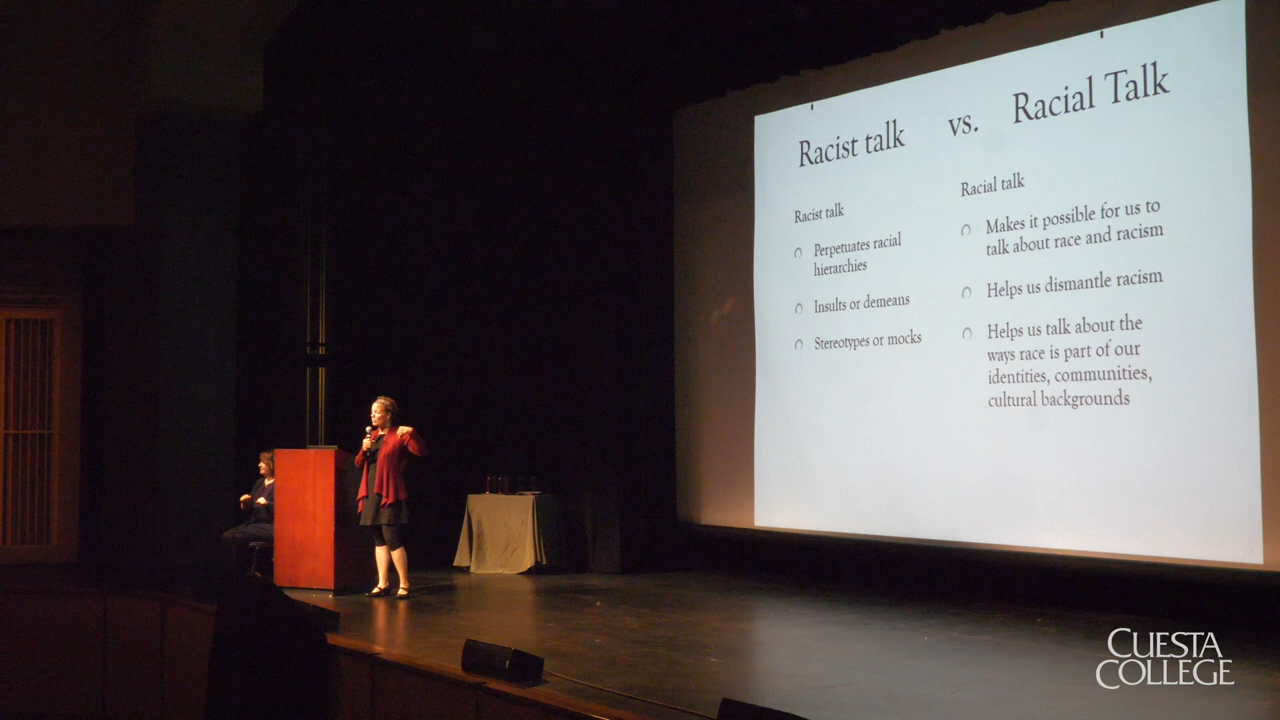 Racist talk vs. Racial Talk
Racist talk
Perpetuates racial
hierarchies
Insults or demeans
Stereotypes or mocks
Racial talk
Makes it possible for us to
talk about race and racism
Helps us dismantle racism
Helps us talk about the
ways race is part of our
identities, communities,
cultural backgrounds
CUESTA
COLLEGE